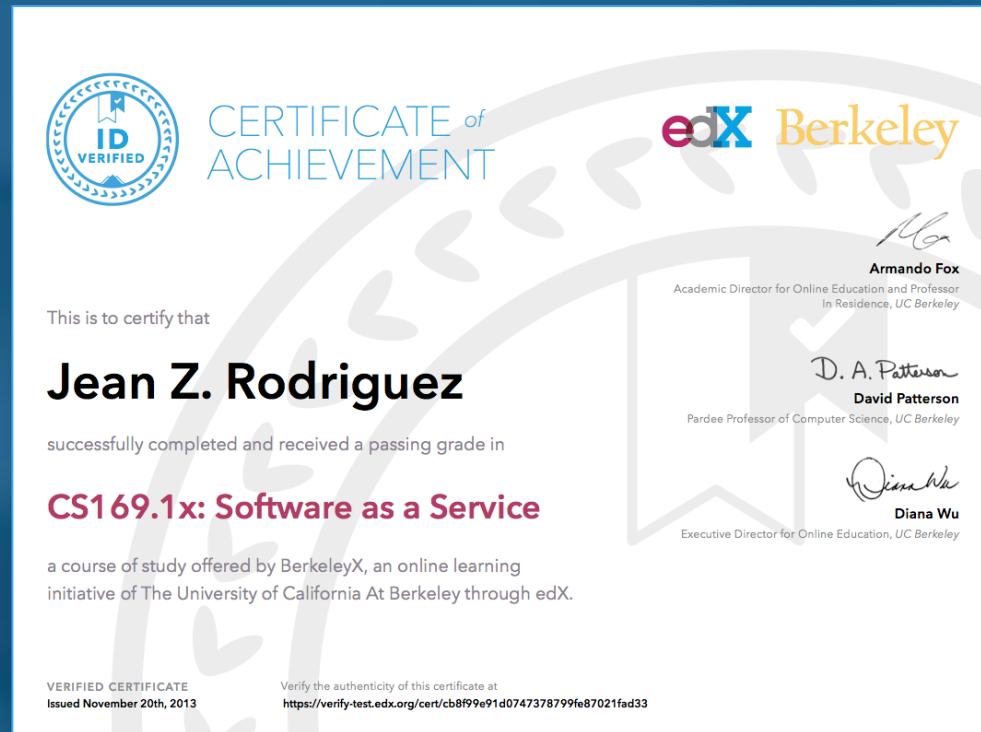 ID
VERIFIED
CERTIFICATE of
ACHIEVEMENT
edX Berkeley
Armando Fox
Academic Director for Online Education and Professor
In Residence, UC Berkeley
This is to certify that
Jean Z. Rodriguez
successfully completed and received a passing grade in
CS169.1x: Software as a Service
a course of study offered by BerkeleyX, an online learning
initiative of The University of California At Berkeley through edX.
D. A. Patterson
David Patterson
Pardee Professor of Computer Science, UC Berkeley
Diana Wu
Diana Wu
Executive Director for Online Education, UC Berkeley
VERIFIED CERTIFICATE
Issued November 20th, 2013
Verify the authenticity of this certificate at
https://verify-test.edx.org/cert/cb8f99e91d0747378799fe87021fad33